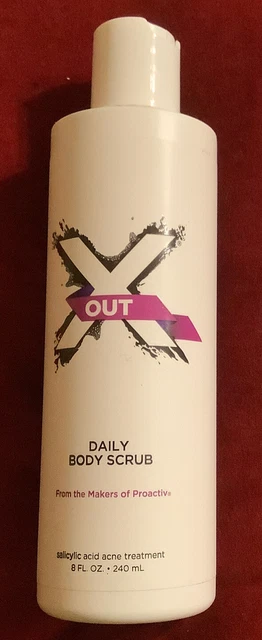 X
OUT
DAILY
BODY SCRUB
From the Makers of Proactiv®
salicylic acid acne treatment
8 FL. OZ. • 240 mL